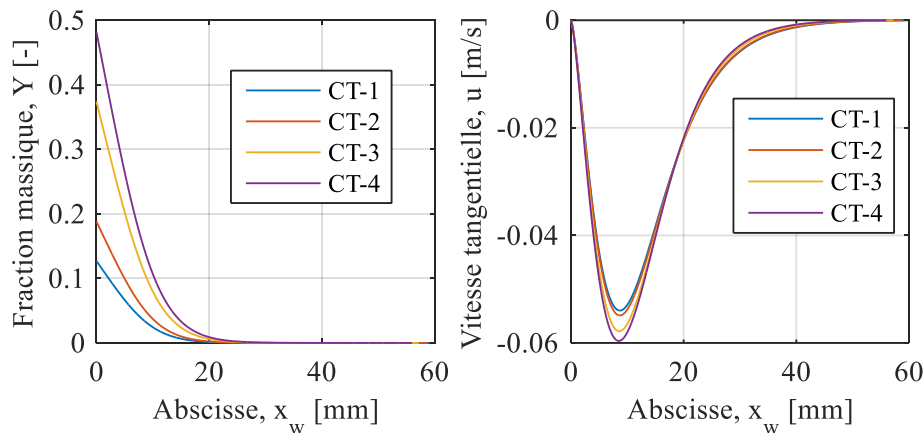 Fraction massique, Y [-]
0.5
0.4
0.3
0.2
0.1
0
0
20
40
60
Abscisse, x_w [mm]
CT-1
CT-2
CT-3
CT-4
Vitesse tangentielle, u [m/s]
0
-0.02
-0.04
-0.06
0
20
40
60
Abscisse, x_w [mm]
CT-1
CT-2
CT-3
CT-4